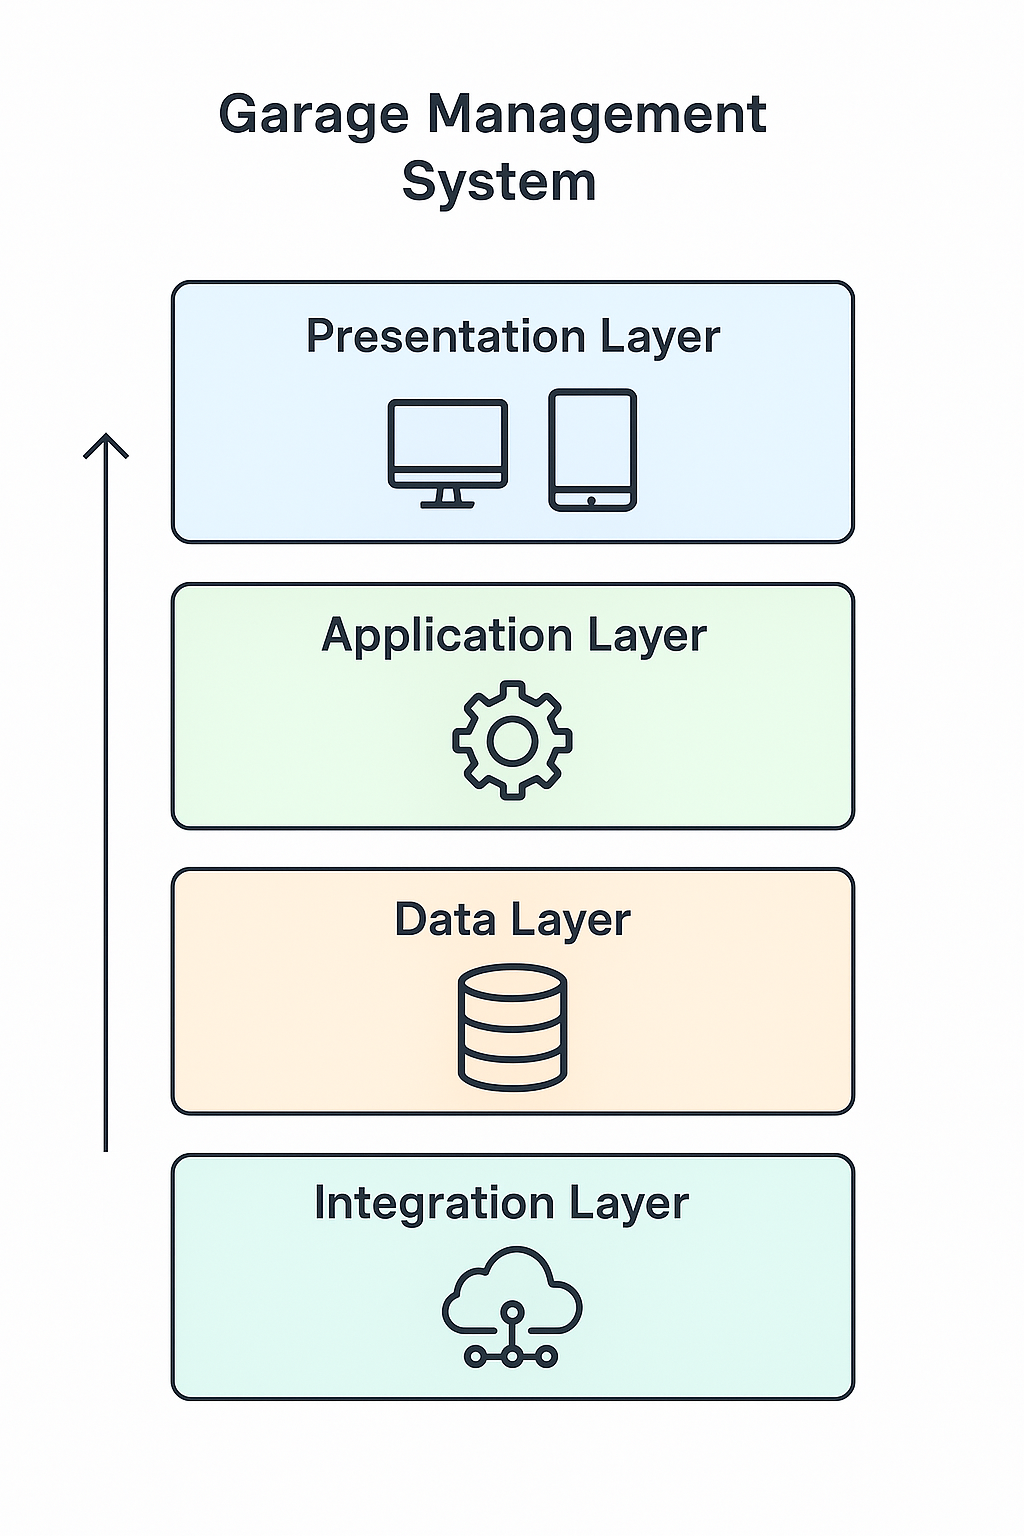 Garage Management
System
Presentation Layer
Application Layer
Data Layer
Integration Layer